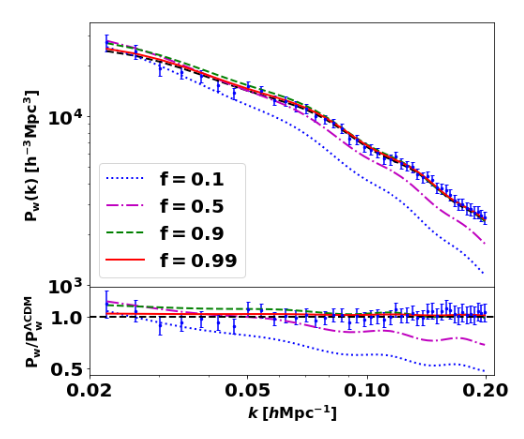 10⁴
10³
P_w(k) [h⁻³Mpc³]
f = 0.1
f = 0.5
f = 0.9
f = 0.99
1.0
0.5
P_w/P_w^ΛCDM
0.02
0.05
0.10
0.20
k [hMpc⁻¹]